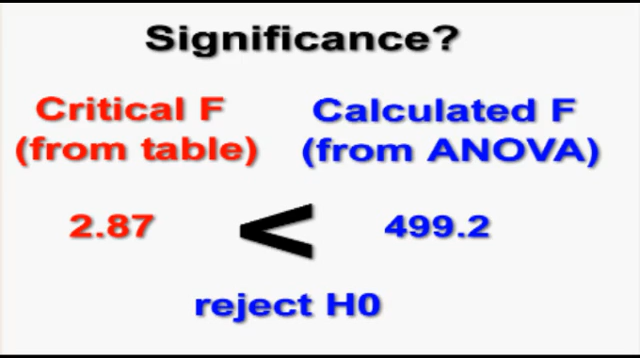 Significance?
Critical F
(from table)
Calculated F
(from ANOVA)
2.87 < 499.2
reject H0